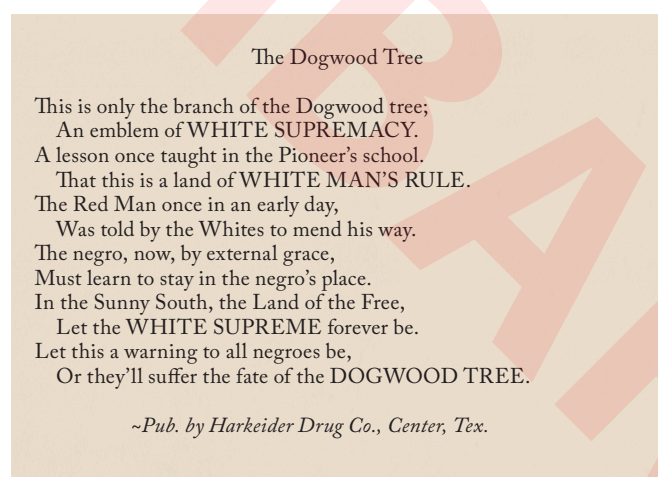 The Dogwood Tree
This is only the branch of the Dogwood tree;
An emblem of WHITE SUPREMACY.
A lesson once taught in the Pioneer's school.
That this is a land of WHITE MAN'S RULE.
The Red Man once in an early day,
Was told by the Whites to mend his way.
The negro, now, by external grace,
Must learn to stay in the negro's place.
In the Sunny South, the Land of the Free,
Let the WHITE SUPREME forever be.
Let this a warning to all negroes be,
Or they'll suffer the fate of the DOGWOOD TREE.
~Pub. by Harkeider Drug Co., Center, Tex.